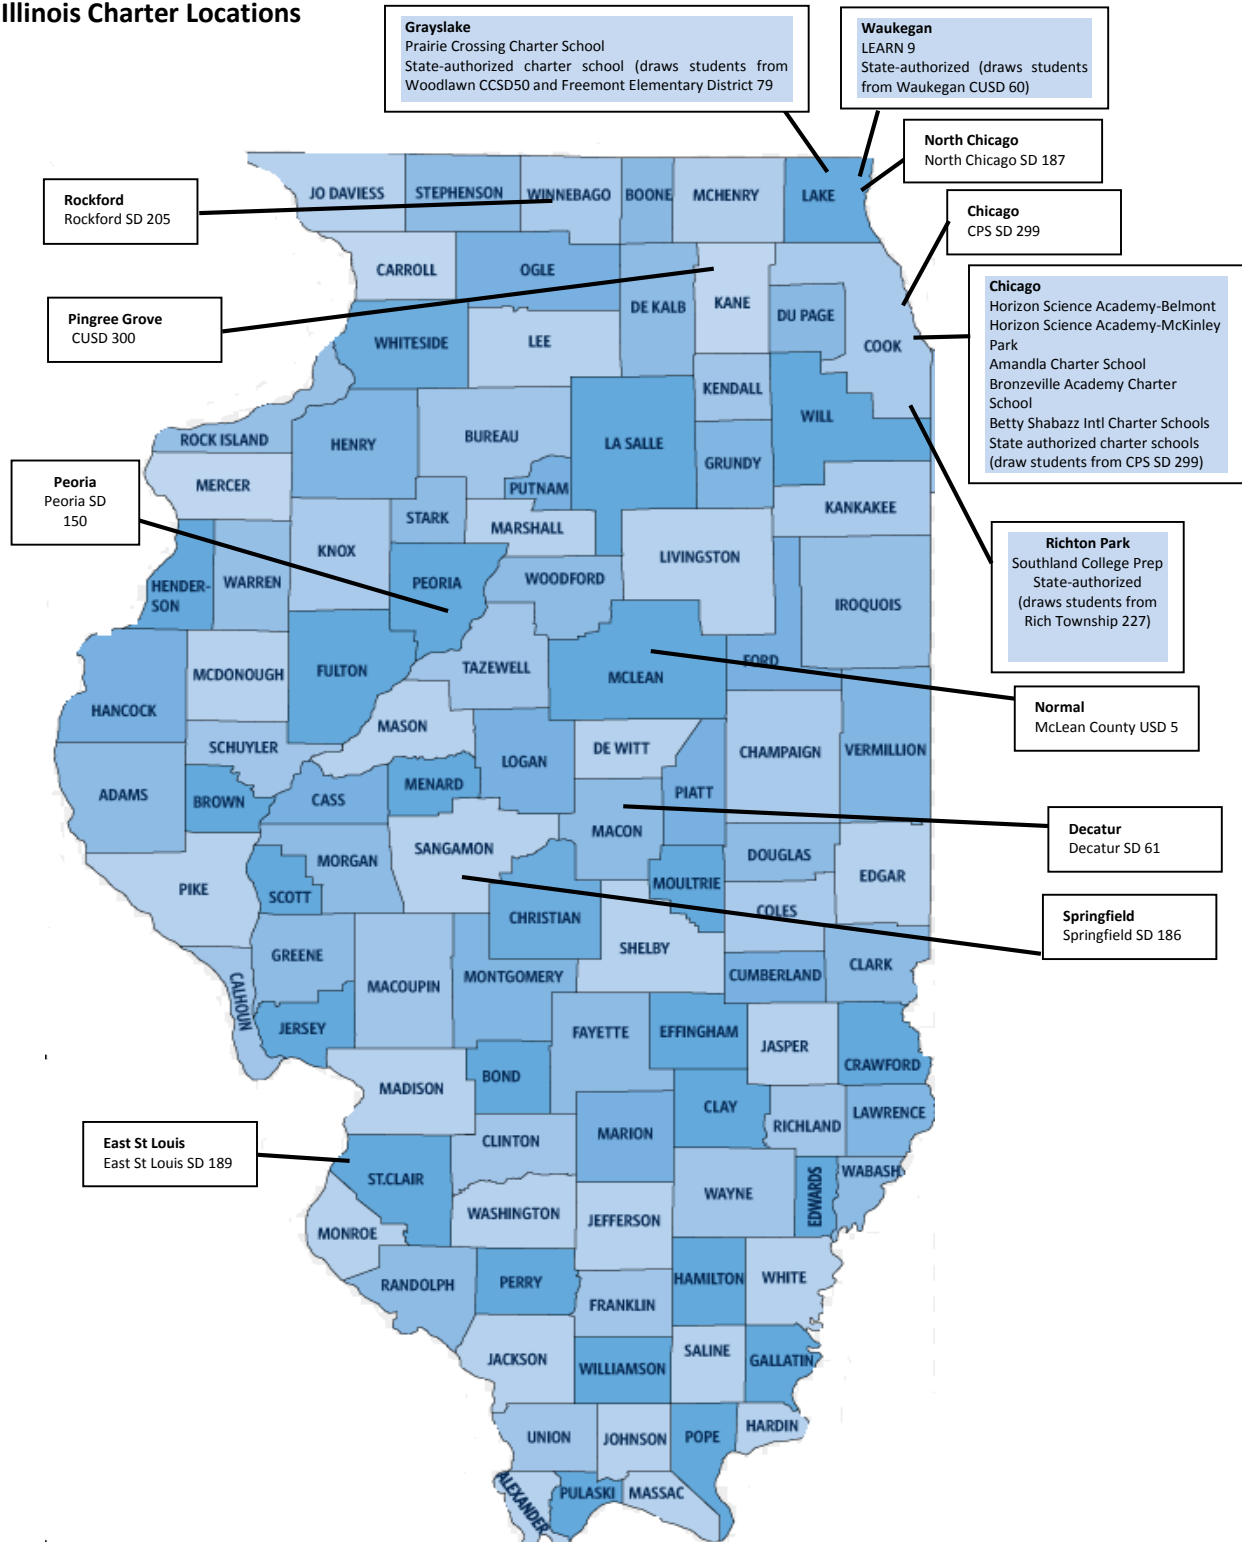 Illinois Charter Locations
Grayslake
Prairie Crossing Charter School
State-authorized charter school (draws students from
Woodlawn CCSD50 and Freemont Elementary District 79
Waukegan
LEARN 9
State-authorized (draws students
from Waukegan CUSD 60)
North Chicago
North Chicago SD 187
Rockford
Rockford SD 205
Chicago
CPS SD 299
Pingree Grove
CUSD 300
Chicago
Horizon Science Academy-Belmont
Horizon Science Academy-McKinley
Park
Amandla Charter School
Bronzeville Academy Charter
School
Betty Shabazz Intl Charter Schools
State authorized charter schools
(draw students from CPS SD 299)
Peoria
Peoria SD
150
Richton Park
Southland College Prep
State-authorized
(draws students from
Rich Township 227)
Normal
McLean County USD 5
Decatur
Decatur SD 61
Springfield
Springfield SD 186
East St Louis
East St Louis SD 189
JO DAVIESS
STEPHENSON
WINNEBAGO
BOONE
MCHENRY
LAKE
CARROLL
OGLE
DE KALB
KANE
DU PAGE
COOK
WHITESIDE
LEE
KENDALL
WILL
ROCK ISLAND
HENRY
BUREAU
LA SALLE
GRUNDY
MERCER
PUTNAM
KANKAKEE
STARK
MARSHALL
KNOX
LIVINGSTON
HENDER-
SON
WARREN
PEORIA
WOODFORD
IROQUOIS
MCDONOUGH
FULTON
TAZEWELL
MCLEAN
FORD
HANCOCK
MASON
SCHUYLER
LOGAN
DE WITT
CHAMPAIGN
VERMILLION
ADAMS
BROWN
CASS
MENARD
PIATT
MACON
MORGAN
SANGAMON
DOUGLAS
EDGAR
PIKE
SCOTT
MOULTRIE
CHRISTIAN
COLES
GREENE
SHELBY
MACOUPIN
MONTGOMERY
CUMBERLAND
CLARK
CALHOUN
JERSEY
FAYETTE
EFFINGHAM
JASPER
CRAWFORD
BOND
MADISON
CLAY
RICHLAND
LAWRENCE
CLINTON
MARION
ST.CLAIR
WAYNE
EDWARDS
WABASH
WASHINGTON
JEFFERSON
MONROE
RANDOLPH
PERRY
HAMILTON
WHITE
FRANKLIN
JACKSON
WILLIAMSON
SALINE
GALLATIN
UNION
JOHNSON
POPE
HARDIN
ALEXANDER
PULASKI
MASSAC